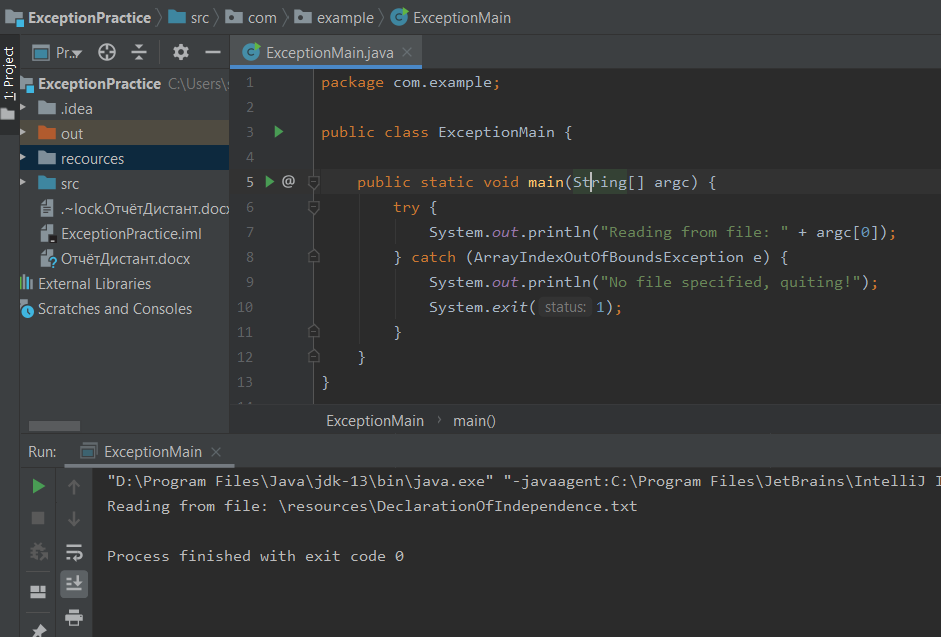 ExceptionPractice src com example ExceptionMain
1: Project
Pr...
ExceptionMain.java
ExceptionPractice C:\Users\
.idea
out
recources
src
.~lock.ОтчётДистант.docx
ExceptionPractice.iml
ОтчётДистант.docx
External Libraries
Scratches and Consoles
1 package com.example;
2
3 public class ExceptionMain {
4
5 @ public static void main(String[] argc) {
6 try {
7 System.out.println("Reading from file: " + argc[0]);
8 } catch (ArrayIndexOutOfBoundsException e) {
9 System.out.println("No file specified, quiting!");
10 System.exit( status: 1);
11 }
12 }
13 }
ExceptionMain › main()
Run: ExceptionMain
"D:\Program Files\Java\jdk-13\bin\java.exe" "-javaagent:C:\Program Files\JetBrains\IntelliJ I
Reading from file: \resources\DeclarationOfIndependence.txt
Process finished with exit code 0